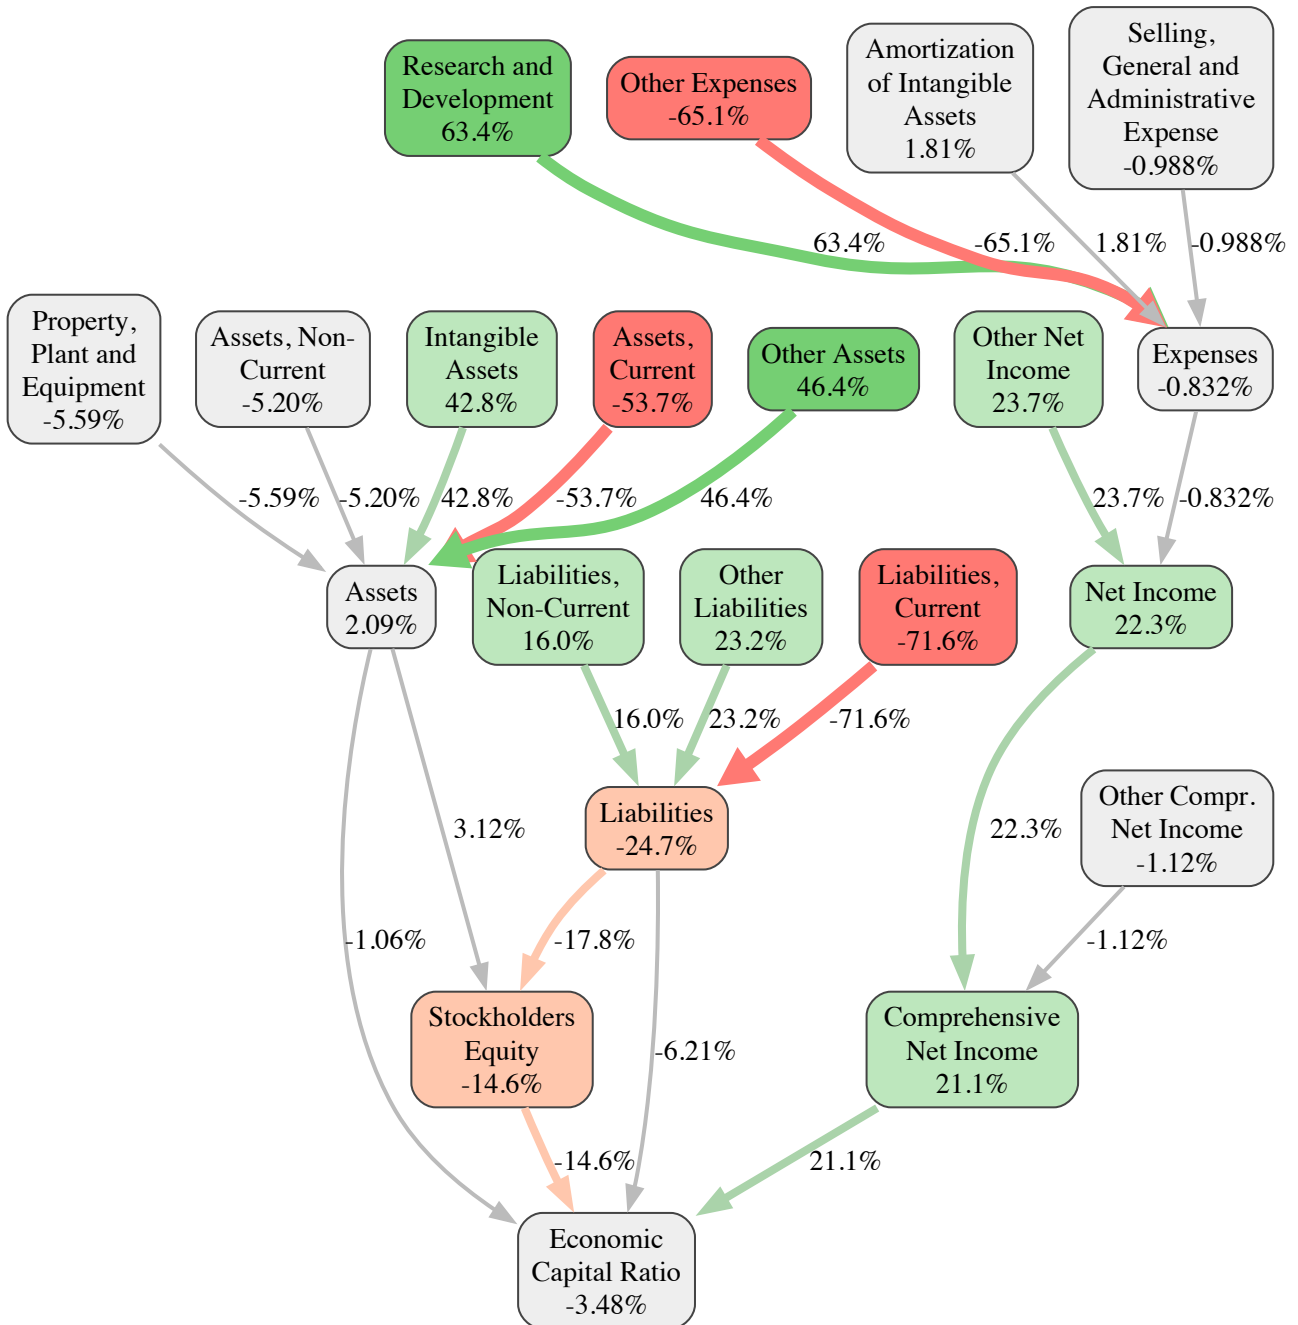 Research and
Development
63.4%
Other Expenses
-65.1%
Amortization
of Intangible
Assets
1.81%
Selling,
General and
Administrative
Expense
-0.988%
63.4%
-65.1%
1.81%
-0.988%
Property,
Plant and
Equipment
-5.59%
Assets, Non-
Current
-5.20%
Intangible
Assets
42.8%
Assets,
Current
-53.7%
Other Assets
46.4%
Other Net
Income
23.7%
Expenses
-0.832%
-5.59%
-5.20%
42.8%
-53.7%
46.4%
23.7%
-0.832%
Assets
2.09%
Liabilities,
Non-Current
16.0%
Other
Liabilities
23.2%
Liabilities,
Current
-71.6%
Net Income
22.3%
16.0%
23.2%
-71.6%
Liabilities
-24.7%
Other Compr.
Net Income
-1.12%
3.12%
22.3%
-1.06%
-17.8%
-1.12%
Stockholders
Equity
-14.6%
-6.21%
Comprehensive
Net Income
21.1%
-14.6%
21.1%
Economic
Capital Ratio
-3.48%